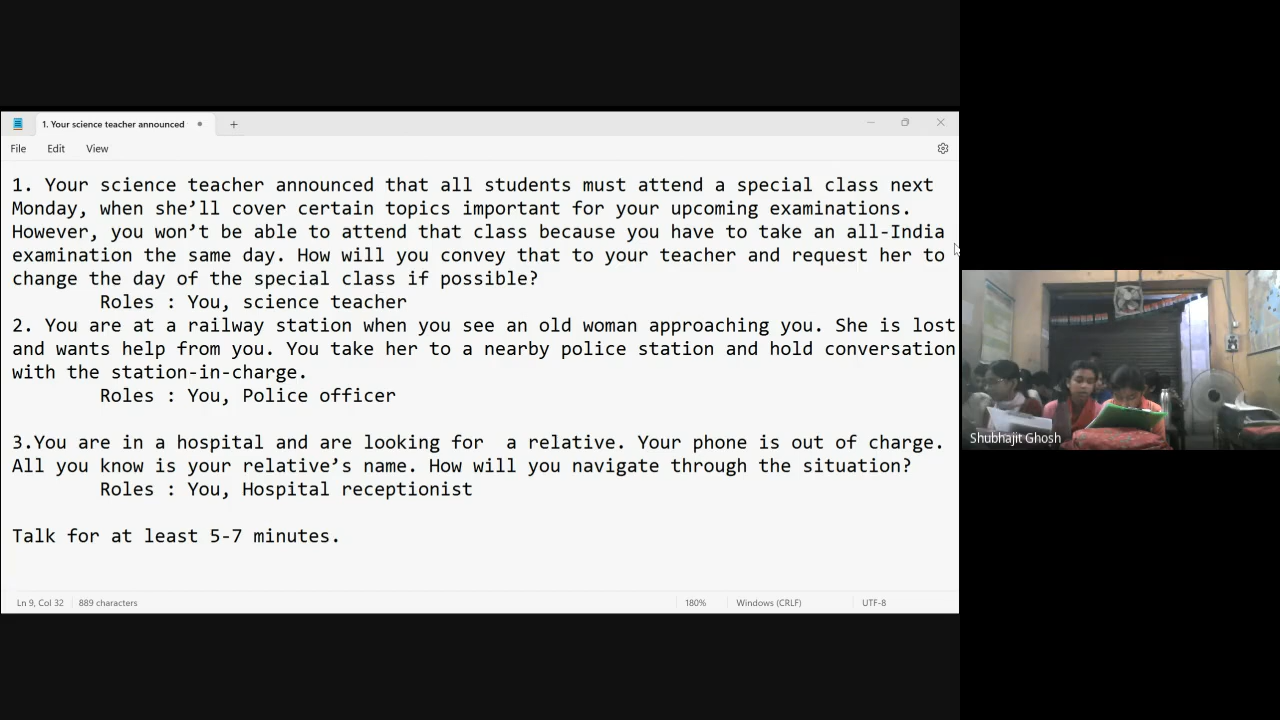 1. Your science teacher announced
File Edit View
1. Your science teacher announced that all students must attend a special class next
Monday, when she’ll cover certain topics important for your upcoming examinations.
However, you won’t be able to attend that class because you have to take an all-India
examination the same day. How will you convey that to your teacher and request her to
change the day of the special class if possible?
Roles : You, science teacher
2. You are at a railway station when you see an old woman approaching you. She is lost
and wants help from you. You take her to a nearby police station and hold conversation
with the station-in-charge.
Roles : You, Police officer
3.You are in a hospital and are looking for  a relative. Your phone is out of charge.
All you know is your relative’s name. How will you navigate through the situation?
Roles : You, Hospital receptionist
Talk for at least 5-7 minutes.
Ln 9, Col 32 889 characters 180% Windows (CRLF) UTF-8
Shubhajit Ghosh